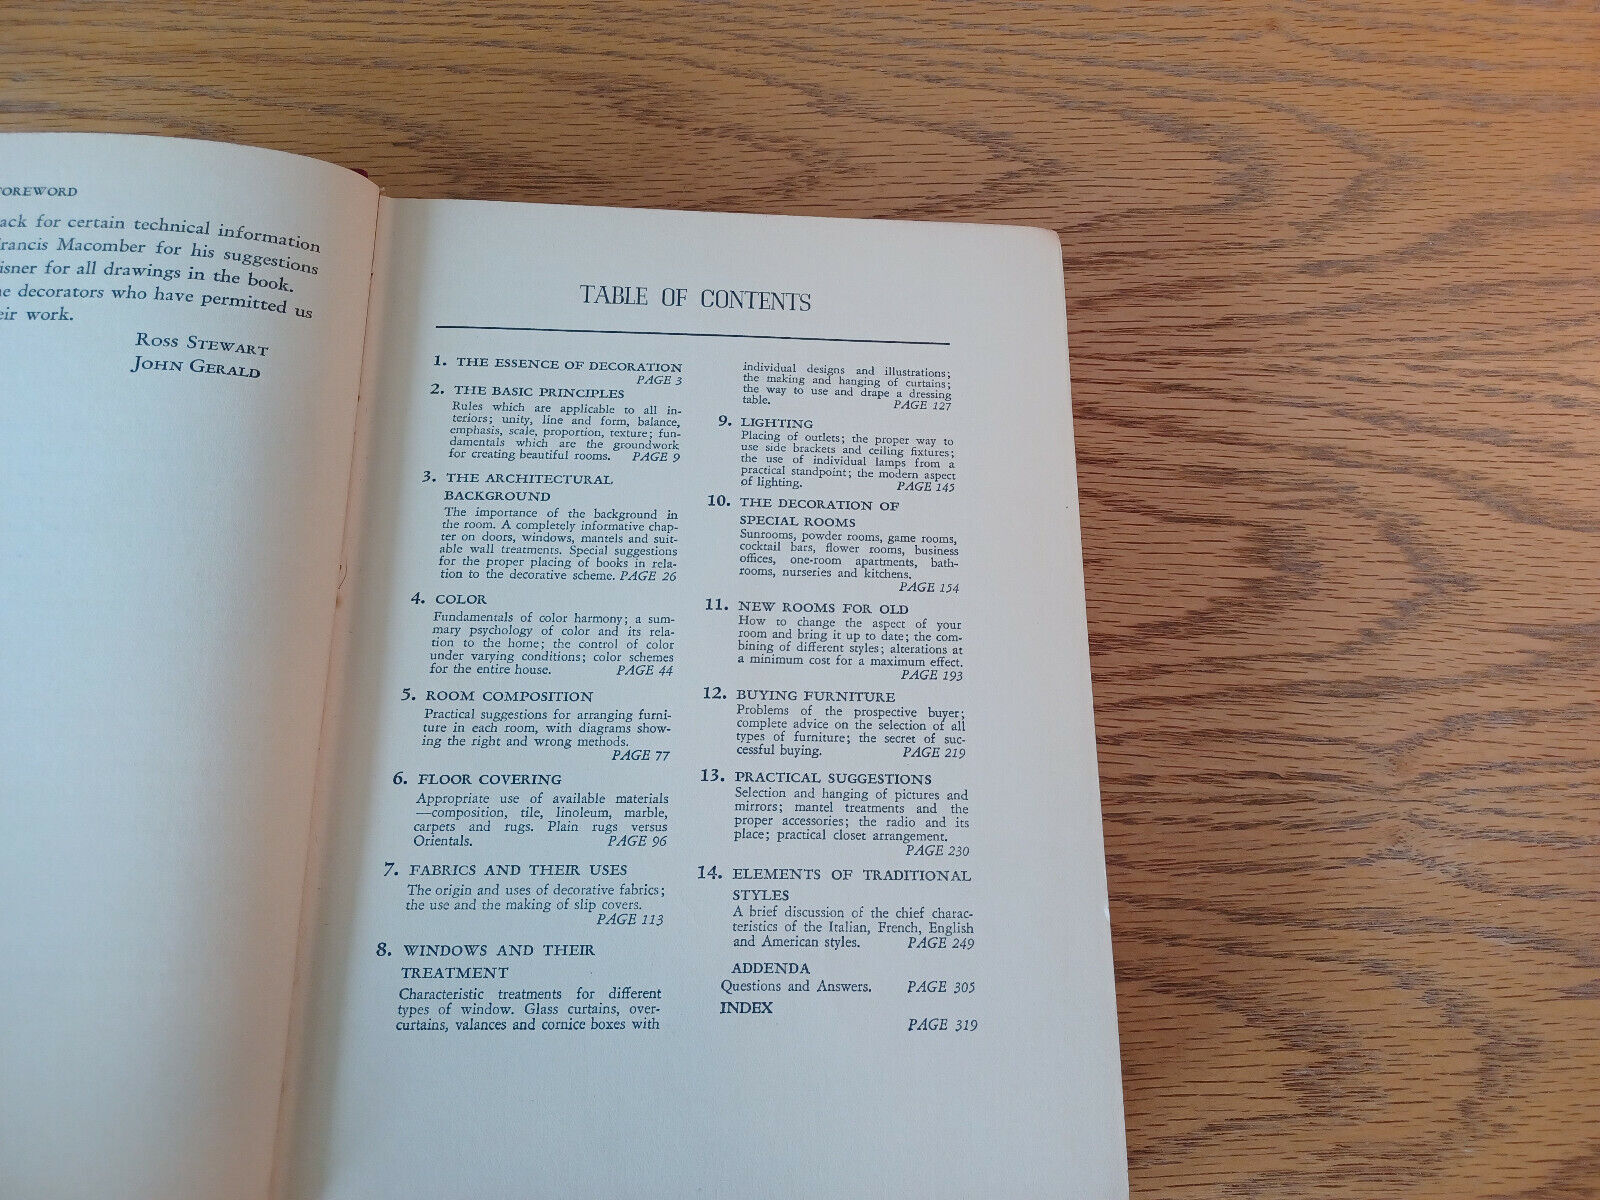 FOREWORD
for certain technical information
Francis Macomber for his suggestions
for all drawings in the book.
decorators who have permitted us
work.
Ross Stewart
John Gerald
TABLE OF CONTENTS
1. THE ESSENCE OF DECORATION
PAGE 3
2. THE BASIC PRINCIPLES
Rules which are applicable to all in-
teriors; unity, line and form, balance,
emphasis, scale, proportion, texture; fun-
damentals which are the groundwork
for creating beautiful rooms. PAGE 9
3. THE ARCHITECTURAL
BACKGROUND
The importance of the background in
the room. A completely informative chap-
ter on doors, windows, mantels and suit-
able wall treatments. Special suggestions
for the proper placing of books in rela-
tion to the decorative scheme. PAGE 26
4. COLOR
Fundamentals of color harmony; a sum-
mary psychology of color and its rela-
tion to the home; the control of color
under varying conditions; color schemes
for the entire house. PAGE 44
5. ROOM COMPOSITION
Practical suggestions for arranging furni-
ture in each room, with diagrams show-
ing the right and wrong methods.
PAGE 77
6. FLOOR COVERING
Appropriate use of available materials
—composition, tile, linoleum, marble,
carpets and rugs. Plain rugs versus
Orientals. PAGE 96
7. FABRICS AND THEIR USES
The origin and uses of decorative fabrics;
the use and the making of slip covers.
PAGE 113
8. WINDOWS AND THEIR
TREATMENT
Characteristic treatments for different
types of window. Glass curtains, over-
curtains, valances and cornice boxes with
individual designs and illustrations;
the making and hanging of curtains;
the way to use and drape a dressing
table. PAGE 127
9. LIGHTING
Placing of outlets; the proper way to
use side brackets and ceiling fixtures;
the use of individual lamps from a
practical standpoint; the modern aspect
of lighting. PAGE 145
10. THE DECORATION OF
SPECIAL ROOMS
Sunrooms, powder rooms, game rooms,
cocktail bars, flower rooms, business
offices, one-room apartments, bath-
rooms, nurseries and kitchens.
PAGE 154
11. NEW ROOMS FOR OLD
How to change the aspect of your
room and bring it up to date; the com-
bining of different styles; alterations at
a minimum cost for a maximum effect.
PAGE 193
12. BUYING FURNITURE
Problems of the prospective buyer;
complete advice on the selection of all
types of furniture; the secret of suc-
cessful buying. PAGE 219
13. PRACTICAL SUGGESTIONS
Selection and hanging of pictures and
mirrors; mantel treatments and the
proper accessories; the radio and its
place; practical closet arrangement.
PAGE 230
14. ELEMENTS OF TRADITIONAL
STYLES
A brief discussion of the chief charac-
teristics of the Italian, French, English
and American styles. PAGE 249
ADDENDA
Questions and Answers. PAGE 305
INDEX
PAGE 319